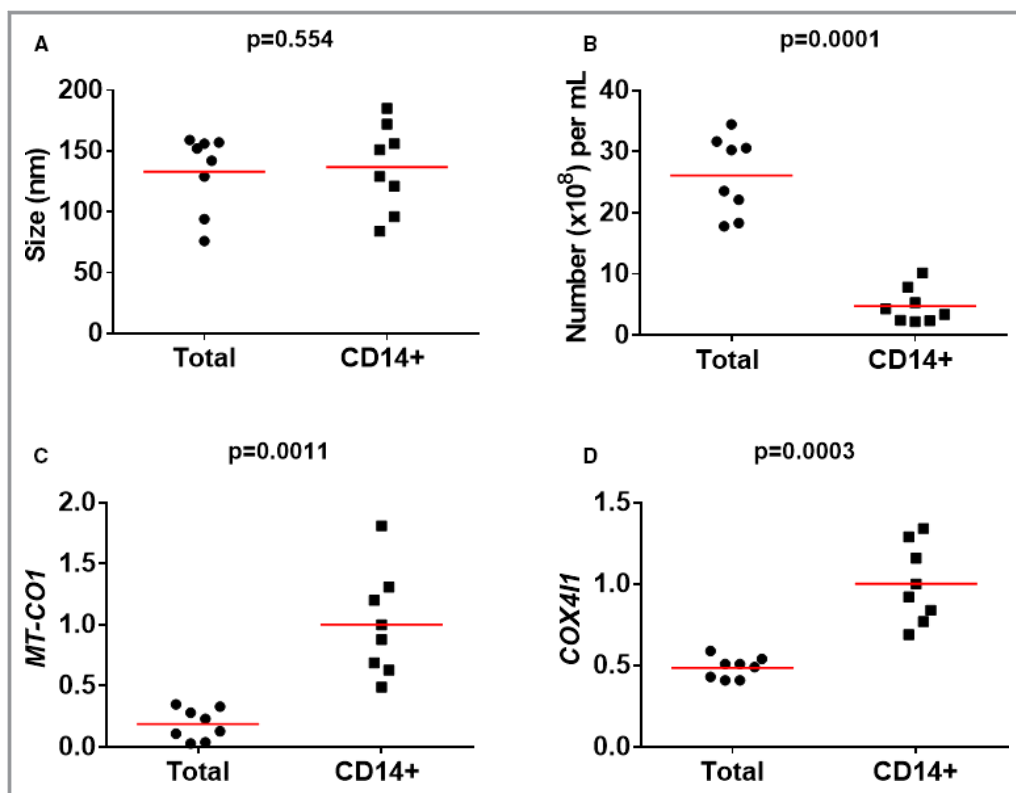 A
p=0.554
Size (nm)
200
150
100
50
0
Total
CD14+
B
p=0.0001
Number (x10⁸) per mL
40
30
20
10
0
Total
CD14+
C
p=0.0011
MT-CO1
2.0
1.5
1.0
0.5
0.0
Total
CD14+
D
p=0.0003
COX4I1
1.5
1.0
0.5
0.0
Total
CD14+